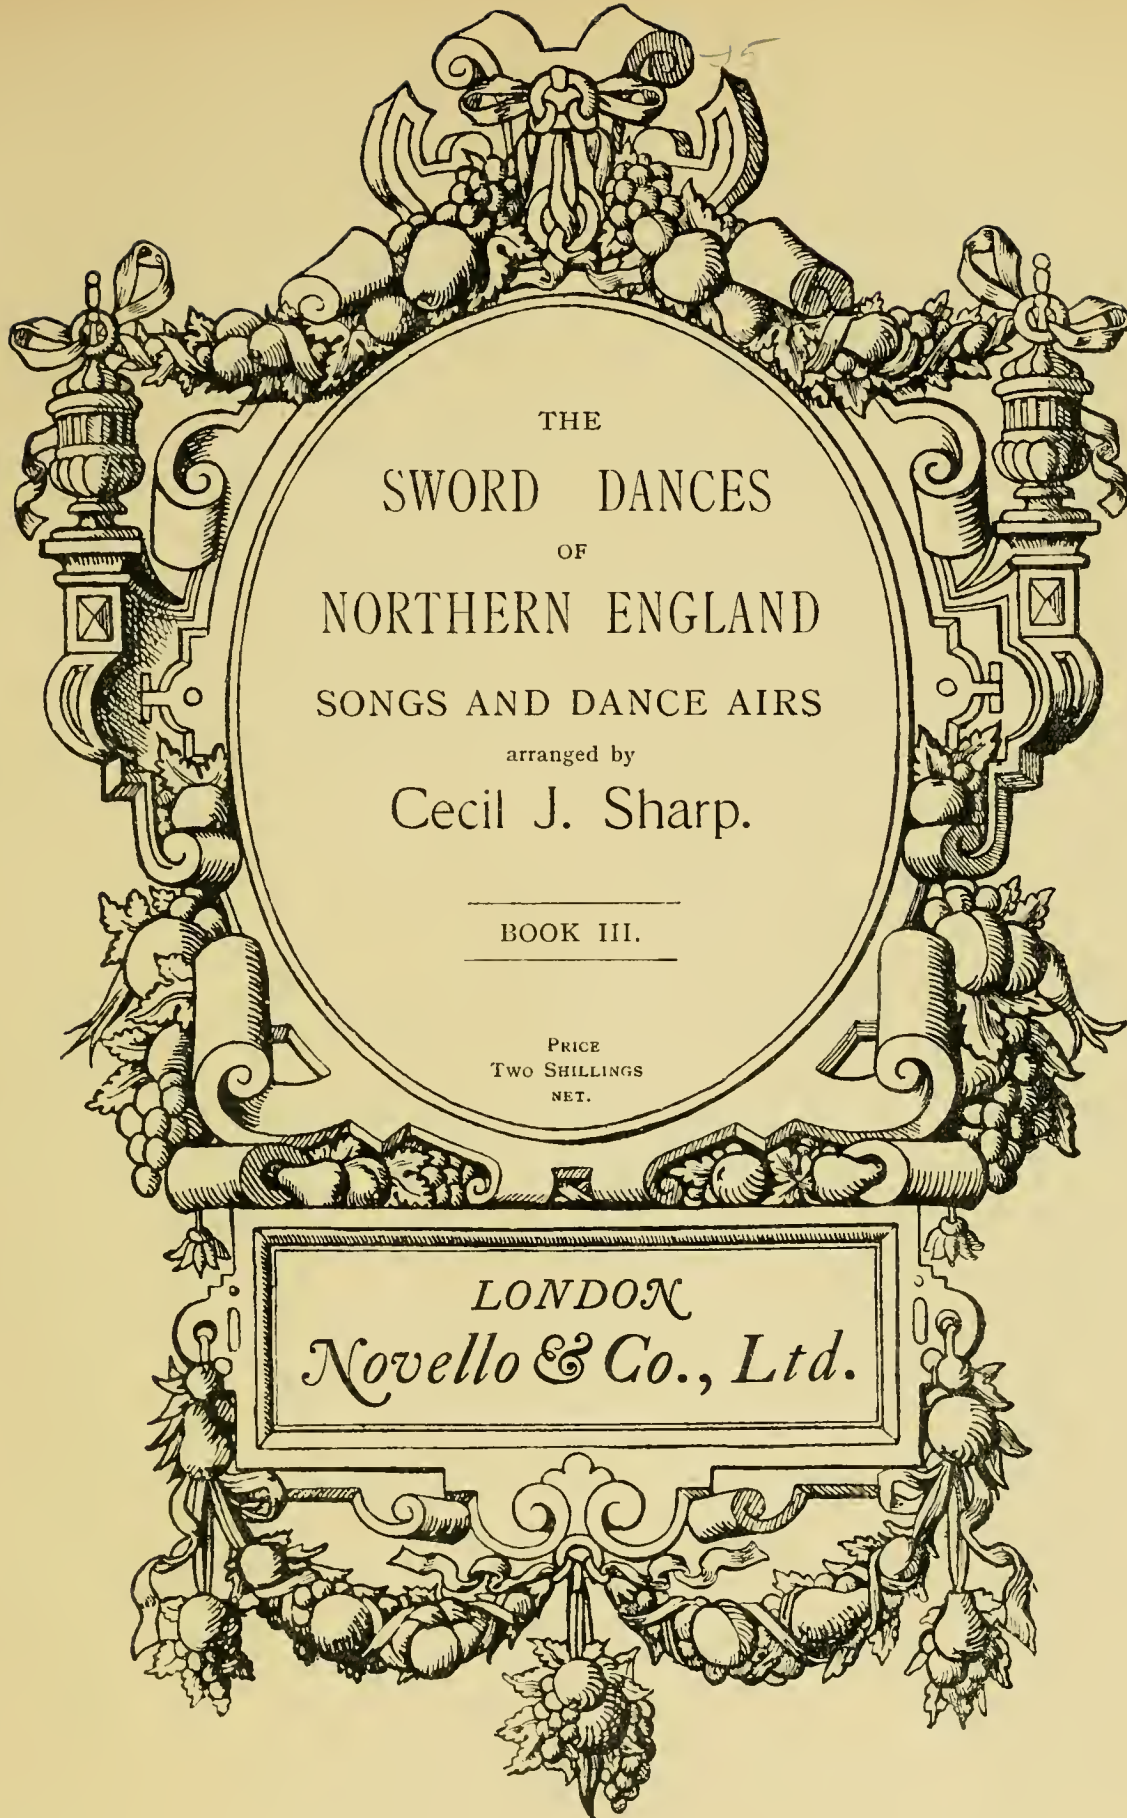 THE
SWORD DANCES
OF
NORTHERN ENGLAND
SONGS AND DANCE AIRS
arranged by
Cecil J. Sharp.
BOOK III.
PRICE
TWO SHILLINGS
NET.
LONDON
Novello & Co., Ltd.